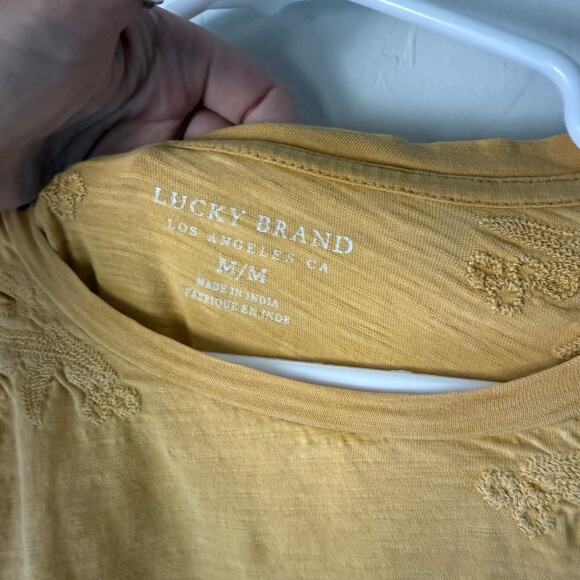 LUCKY BRAND
LOS ANGELES CA
M/M
MADE IN INDIA
FABRIQUE EN INDE